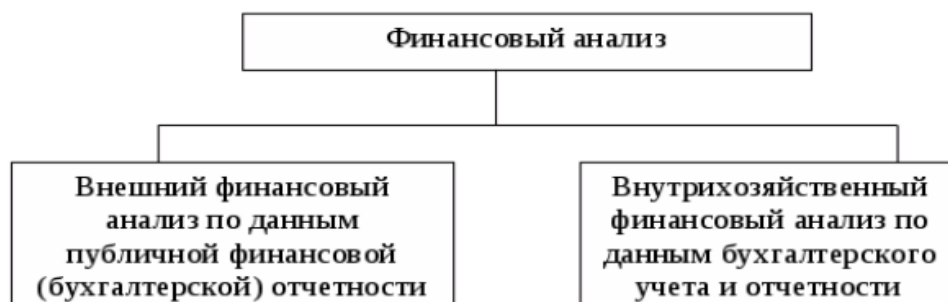 Финансовый анализ
Внешний финансовый
анализ по данным
публичной финансовой
(бухгалтерской) отчетности
Внутрихозяйственный
финансовый анализ по
данным бухгалтерского
учета и отчетности